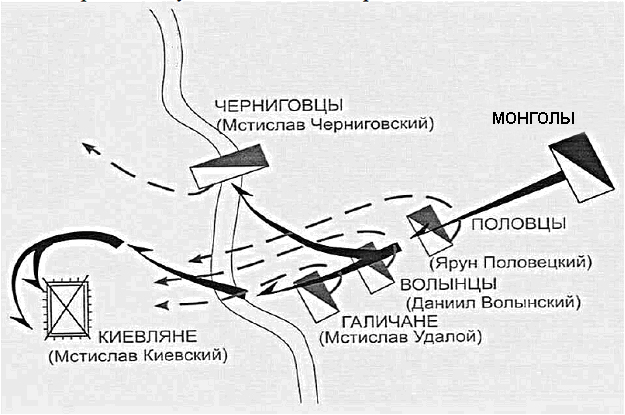 ЧЕРНИГОВЦЫ
(Мстислав Черниговский)
МОНГОЛЫ
ПОЛОВЦЫ
(Ярун Половецкий)
ВОЛЫНЦЫ
(Даниил Волынский)
ГАЛИЧАНЕ
(Мстислав Удалой)
КИЕВЛЯНЕ
(Мстислав Киевский)